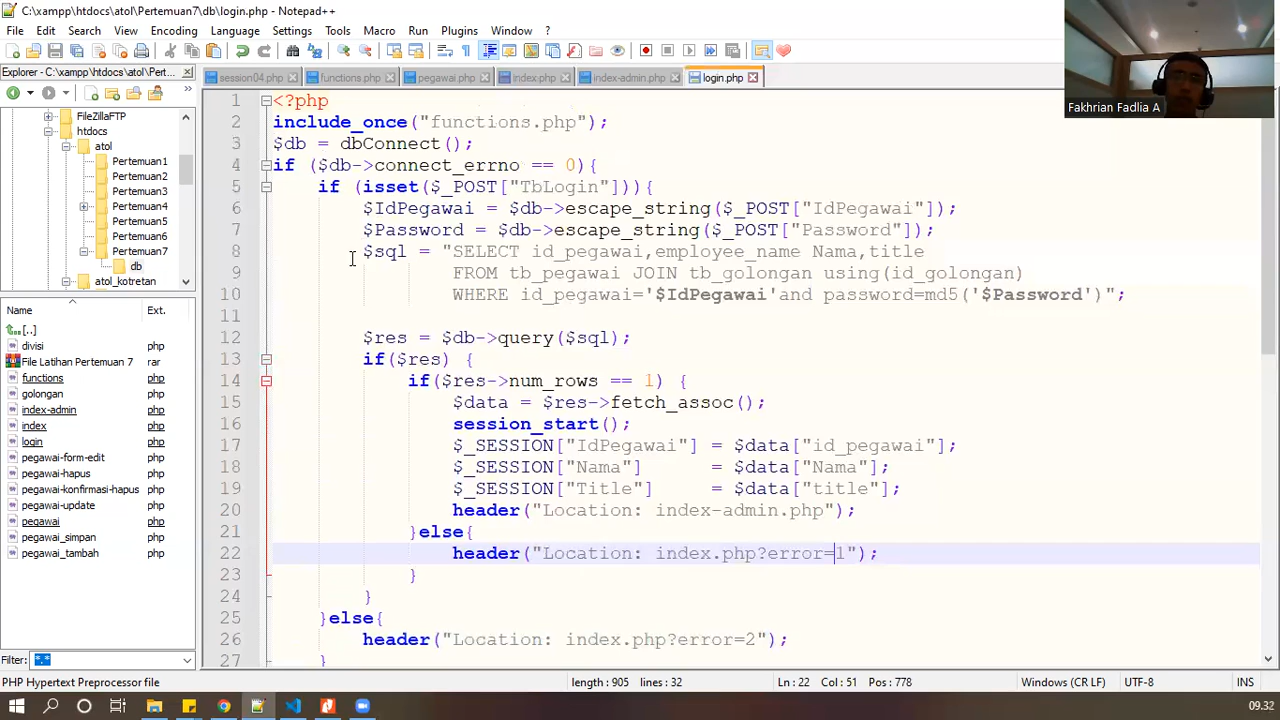 C:\xampp\htdocs\atol\Pertemuan7\db\login.php - Notepad++
File Edit Search View Encoding Language Settings Tools Macro Run Plugins Window ?
Fakhrian Fadlia A
Explorer - C:\xampp\htdocs\atol\Pert...
session04.php functions.php pegawai.php index.php index-admin.php login.php
FileZillaFTP
htdocs
atol
Pertemuan1
Pertemuan2
Pertemuan3
Pertemuan4
Pertemuan5
Pertemuan6
Pertemuan7
db
atol_kotretan
Name Ext.
[..]
divisi php
File Latihan Pertemuan 7 rar
functions php
golongan php
index-admin php
index php
login php
pegawai-form-edit php
pegawai-hapus php
pegawai-konfirmasi-hapus php
pegawai-update php
pegawai php
pegawai_simpan php
pegawai_tambah php
Filter: *.*
1 <?php
2 include_once("functions.php");
3 $db = dbConnect();
4 if ($db->connect_errno == 0){
5 if (isset($_POST["TbLogin"])){
6 $IdPegawai = $db->escape_string($_POST["IdPegawai"]);
7 $Password = $db->escape_string($_POST["Password"]);
8 $sql = "SELECT id_pegawai,employee_name Nama,title
9 FROM tb_pegawai JOIN tb_golongan using(id_golongan)
10 WHERE id_pegawai='$IdPegawai'and password=md5('$Password')";
11
12 $res = $db->query($sql);
13 if($res) {
14 if($res->num_rows == 1) {
15 $data = $res->fetch_assoc();
16 session_start();
17 $_SESSION["IdPegawai"] = $data["id_pegawai"];
18 $_SESSION["Nama"] = $data["Nama"];
19 $_SESSION["Title"] = $data["title"];
20 header("Location: index-admin.php");
21 }else{
22 header("Location: index.php?error=1");
23 }
24 }
25 }else{
26 header("Location: index.php?error=2");
27 }
PHP Hypertext Preprocessor file length : 905 lines : 32 Ln : 22 Col : 51 Pos : 778 Windows (CR LF) UTF-8 INS
09.32